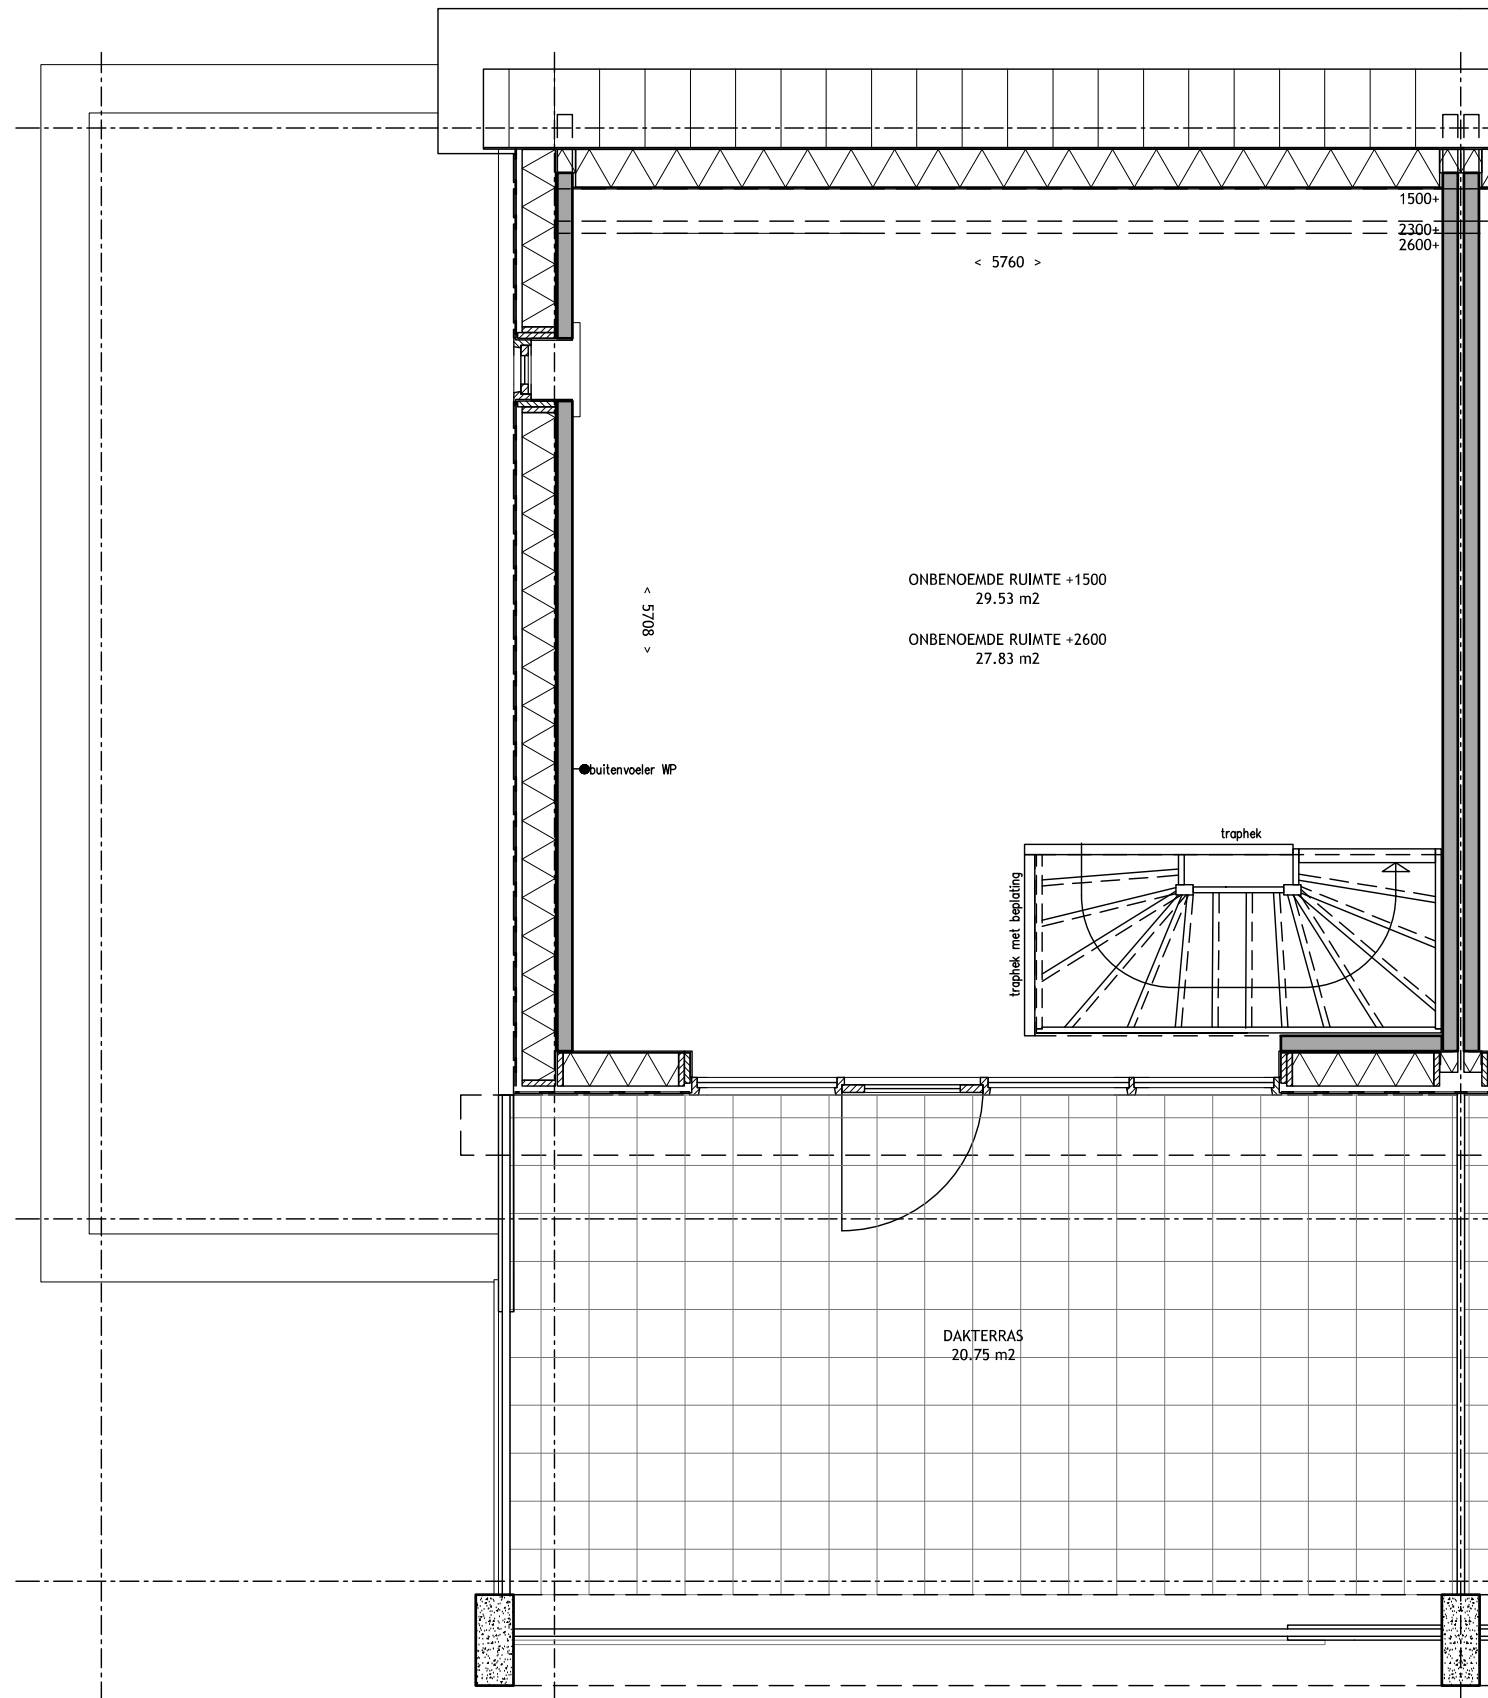 1500+
2300+
2600+
< 5760 >
ONBENOEMDE RUIMTE +1500
29.53 m2
< 5708 >
ONBENOEMDE RUIMTE +2600
27.83 m2
buitenvoeler WP
traphek
traphek met beplating
DAKTERRAS
20.75 m2